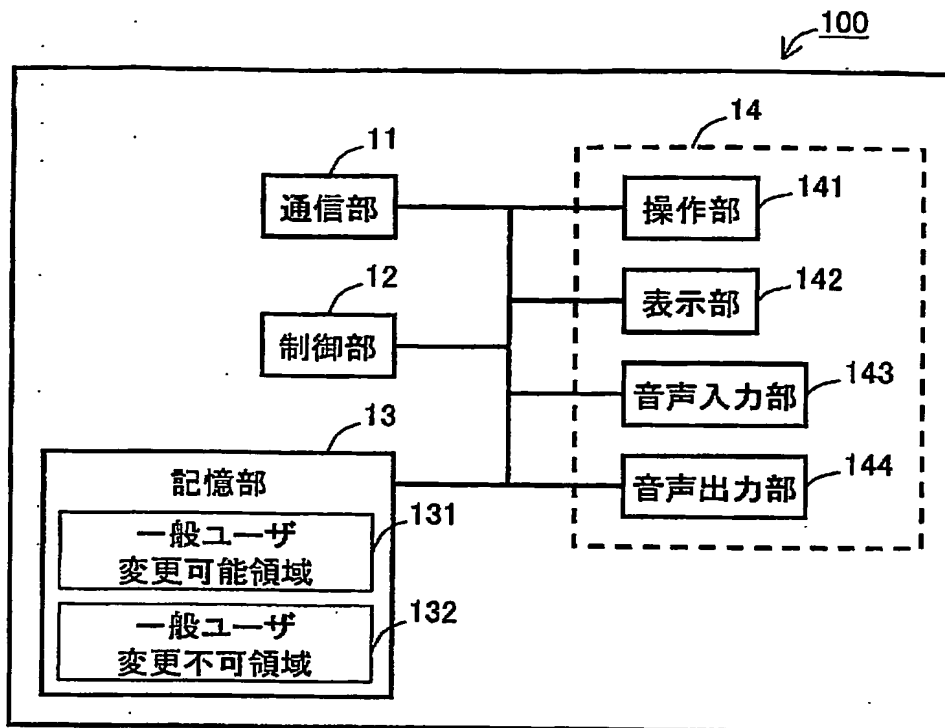 100
11
通信部
12
制御部
13
記憶部
131
一般ユーザ
変更可能領域
132
一般ユーザ
変更不可領域
14
141
操作部
142
表示部
143
音声入力部
144
音声出力部